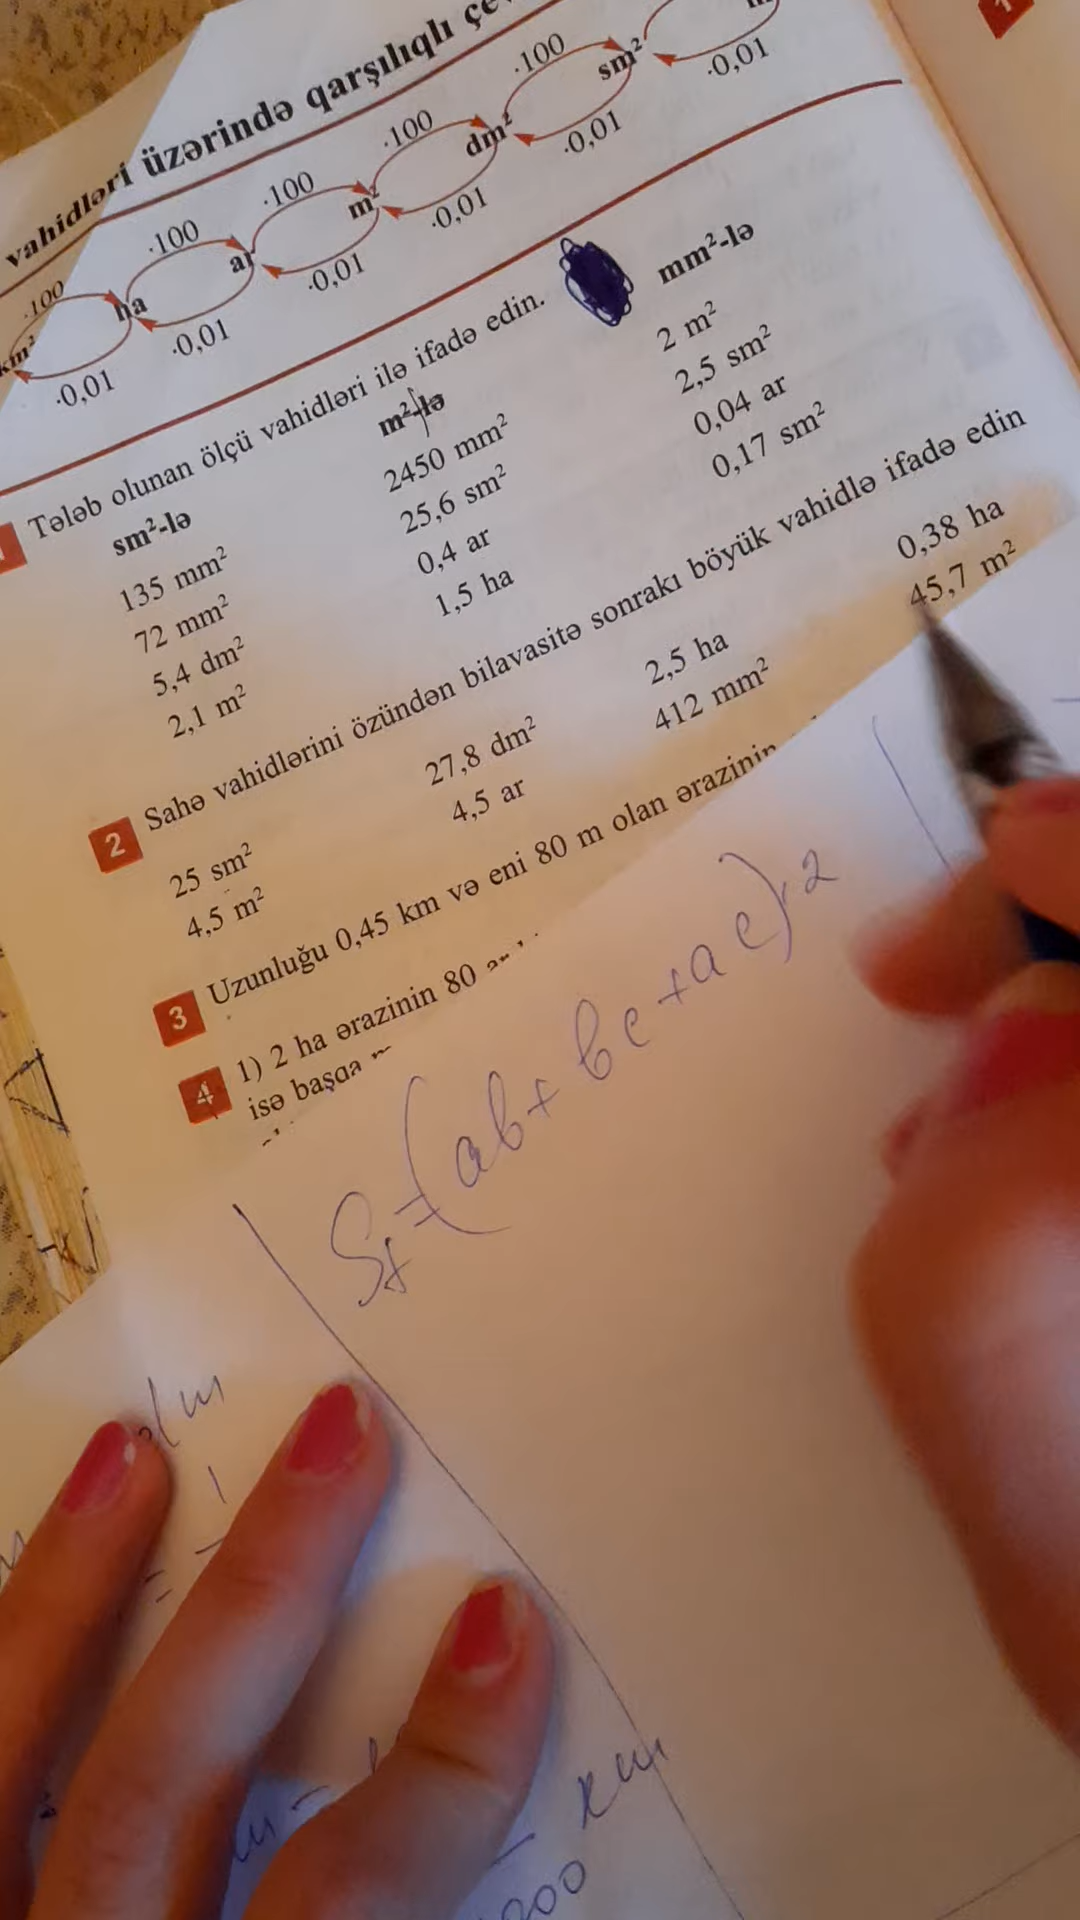 vahidləri üzərində qarşılıqlı
·100 ·100 ·100 ·100 ·100
km² ha ar m² dm² sm²
·0,01 ·0,01 ·0,01 ·0,01 ·0,01 ·0,01
Tələb olunan ölçü vahidləri ilə ifadə edin.
sm²-lə m²-lə mm²-lə
135 mm² 2450 mm² 2 m²
72 mm² 25,6 sm² 2,5 sm²
5,4 dm² 0,4 ar 0,04 ar
2,1 m² 1,5 ha 0,17 sm²
2 Sahə vahidlərini özündən bilavasitə sonrakı böyük vahidlə ifadə edin
25 sm² 27,8 dm² 2,5 ha 0,38 ha
4,5 m² 4,5 ar 412 mm² 45,7 m²
3 Uzunluğu 0,45 km və eni 80 m olan ərazinin
4 1) 2 ha ərazinin 80
isə başqa
S = (ab + bc + ac) · 2
1
=
km